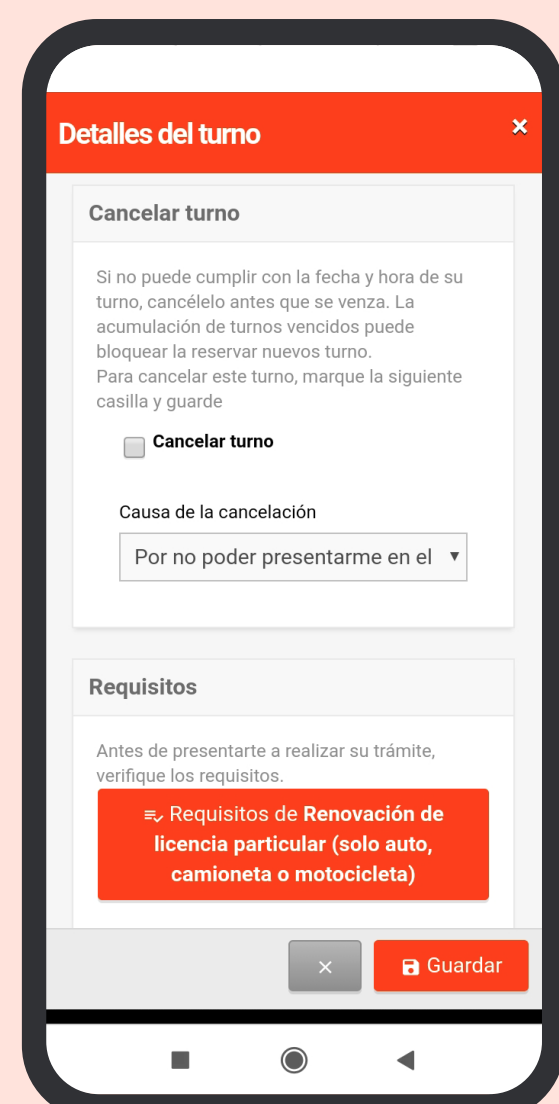 Detalles del turno
Cancelar turno
Si no puede cumplir con la fecha y hora de su
turno, cancélelo antes que se venza. La
acumulación de turnos vencidos puede
bloquear la reservar nuevos turno.
Para cancelar este turno, marque la siguiente
casilla y guarde
Cancelar turno
Causa de la cancelación
Por no poder presentarme en el
Requisitos
Antes de presentarte a realizar su trámite,
verifique los requisitos.
Requisitos de Renovación de
licencia particular (solo auto,
camioneta o motocicleta)
Guardar